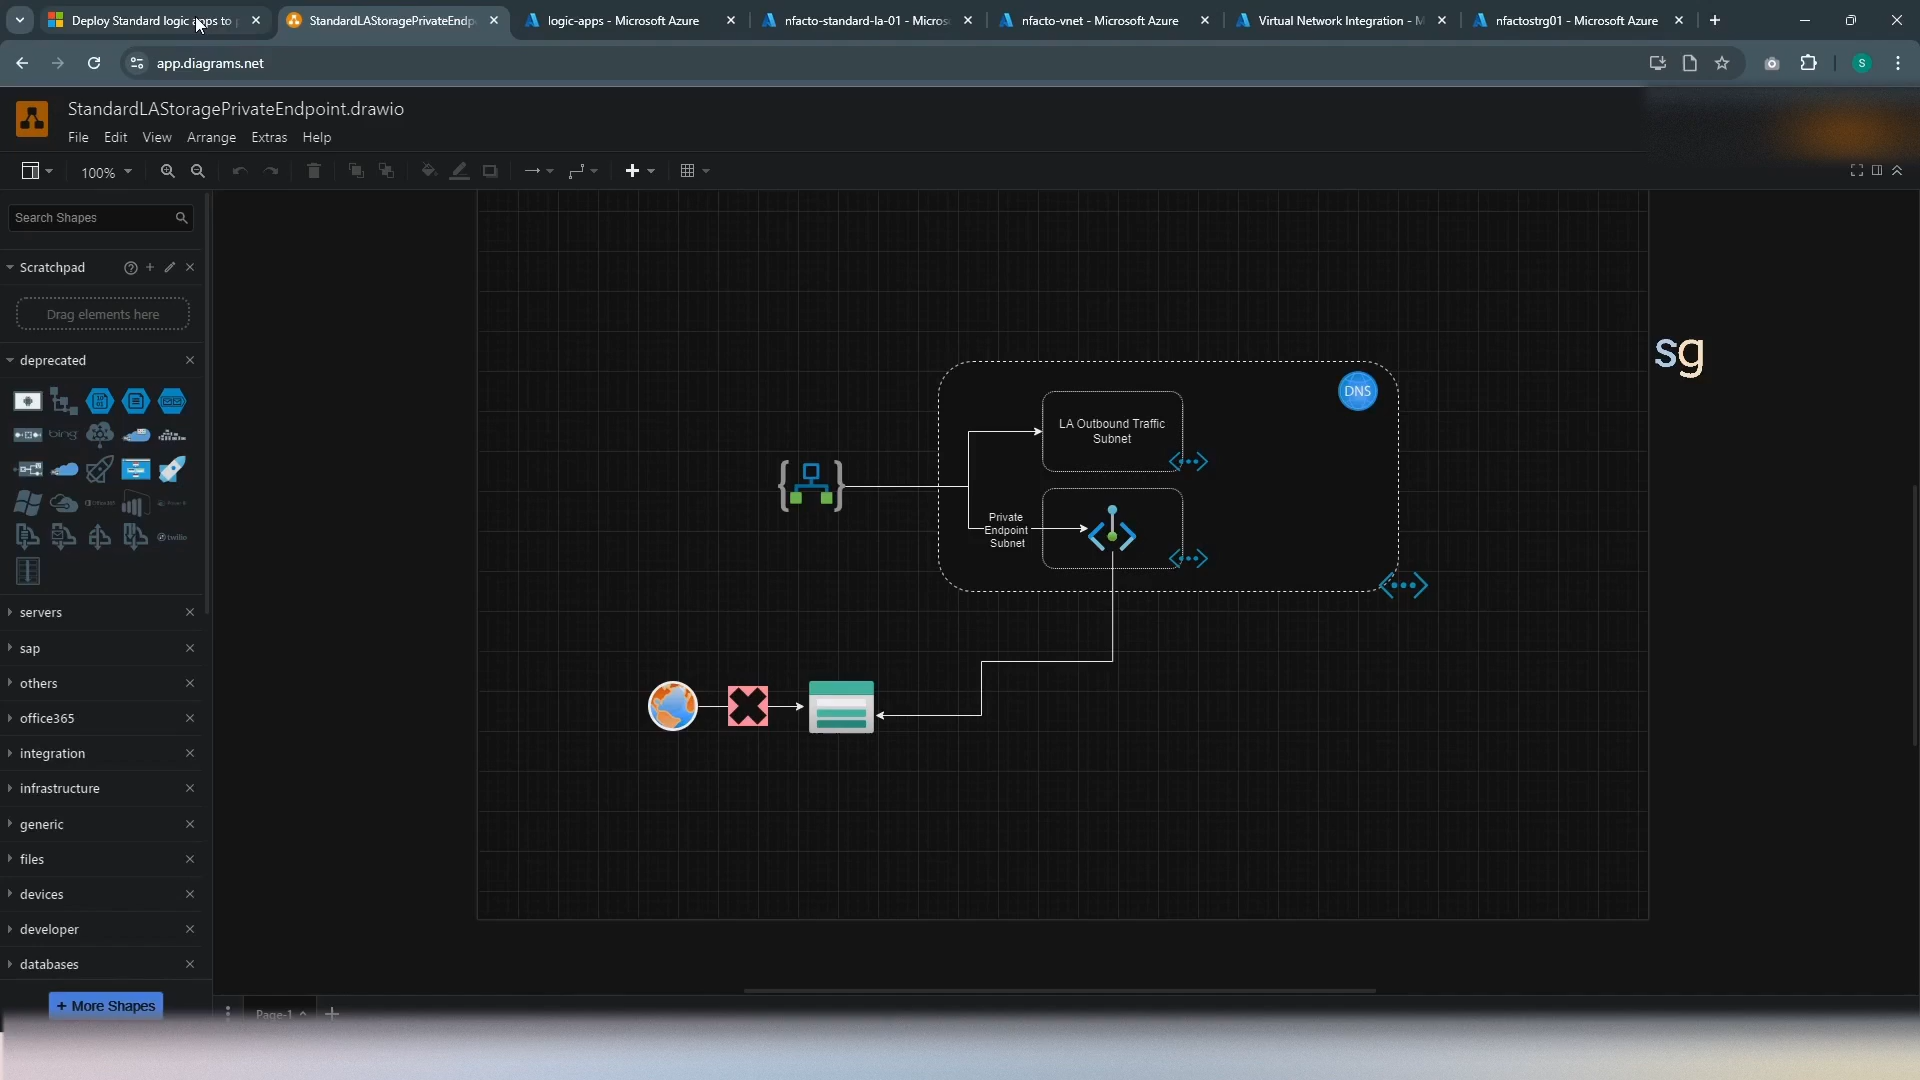 Deploy Standard logic apps to p
StandardLAStoragePrivateEndp
logic-apps - Microsoft Azure
nfacto-standard-la-01 - Micros
nfacto-vnet - Microsoft Azure
Virtual Network Integration - M
nfactostrg01 - Microsoft Azure
app.diagrams.net
S
StandardLAStoragePrivateEndpoint.drawio
File Edit View Arrange Extras Help
100%
Search Shapes
Scratchpad
Drag elements here
deprecated
bing
twilio
servers
sap
others
office365
integration
infrastructure
generic
files
devices
developer
databases
+ More Shapes
Page-1
DNS
LA Outbound Traffic
Subnet
Private
Endpoint
Subnet
sg